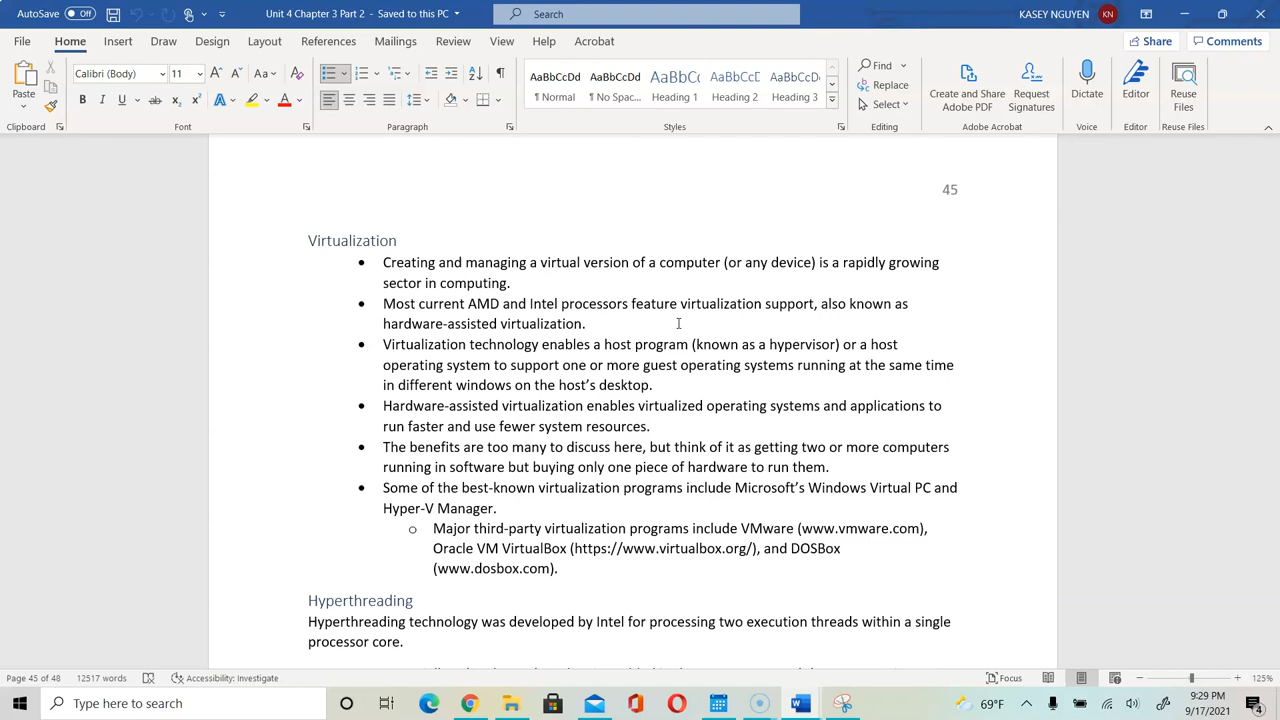 AutoSave Off Unit 4 Chapter 3 Part 2 - Saved to this PC Search KASEY NGUYEN KN
File Home Insert Draw Design Layout References Mailings Review View Help Acrobat Share Comments
Calibri (Body) 11 A A Aa A
Paste B I U ab x₂ x² A A
AaBbCcDd AaBbCcDd AaBbCcDd AaBbCcD AaBbCcDd
¶ Normal ¶ No Spac... Heading 1 Heading 2 Heading 3
Find
Replace
Select
Create and Share Adobe PDF
Request Signatures
Dictate
Editor
Reuse Files
Clipboard Font Paragraph Styles Editing Adobe Acrobat Voice Editor Reuse Files
45
Virtualization
• Creating and managing a virtual version of a computer (or any device) is a rapidly growing
sector in computing.
• Most current AMD and Intel processors feature virtualization support, also known as
hardware-assisted virtualization.
• Virtualization technology enables a host program (known as a hypervisor) or a host
operating system to support one or more guest operating systems running at the same time
in different windows on the host's desktop.
• Hardware-assisted virtualization enables virtualized operating systems and applications to
run faster and use fewer system resources.
• The benefits are too many to discuss here, but think of it as getting two or more computers
running in software but buying only one piece of hardware to run them.
• Some of the best-known virtualization programs include Microsoft's Windows Virtual PC and
Hyper-V Manager.
o Major third-party virtualization programs include VMware (www.vmware.com),
Oracle VM VirtualBox (https://www.virtualbox.org/), and DOSBox
(www.dosbox.com).
Hyperthreading
Hyperthreading technology was developed by Intel for processing two execution threads within a single
processor core.
Page 45 of 48 12517 words Accessibility: Investigate Focus 125%
Type here to search 69°F 9:29 PM
9/17/2021 4